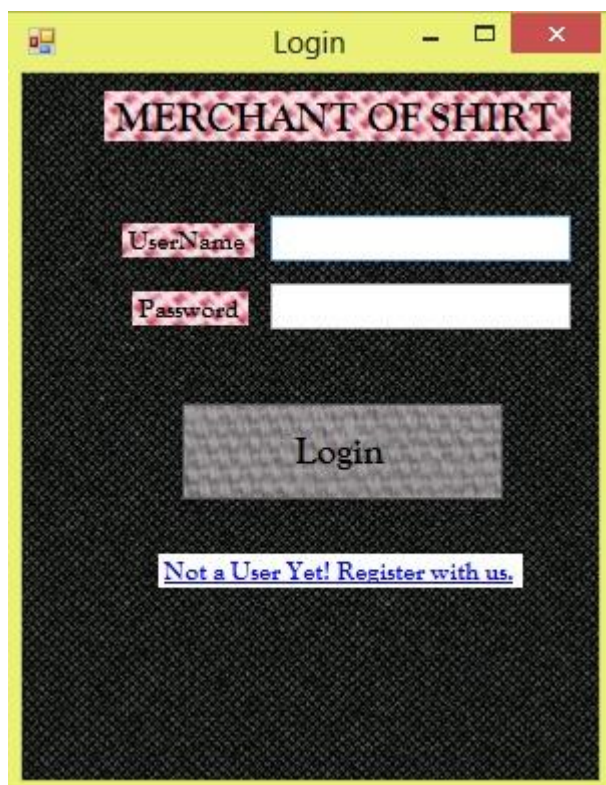 Login
MERCHANT OF SHIRT
UserName
Password
Login
Not a User Yet! Register with us.